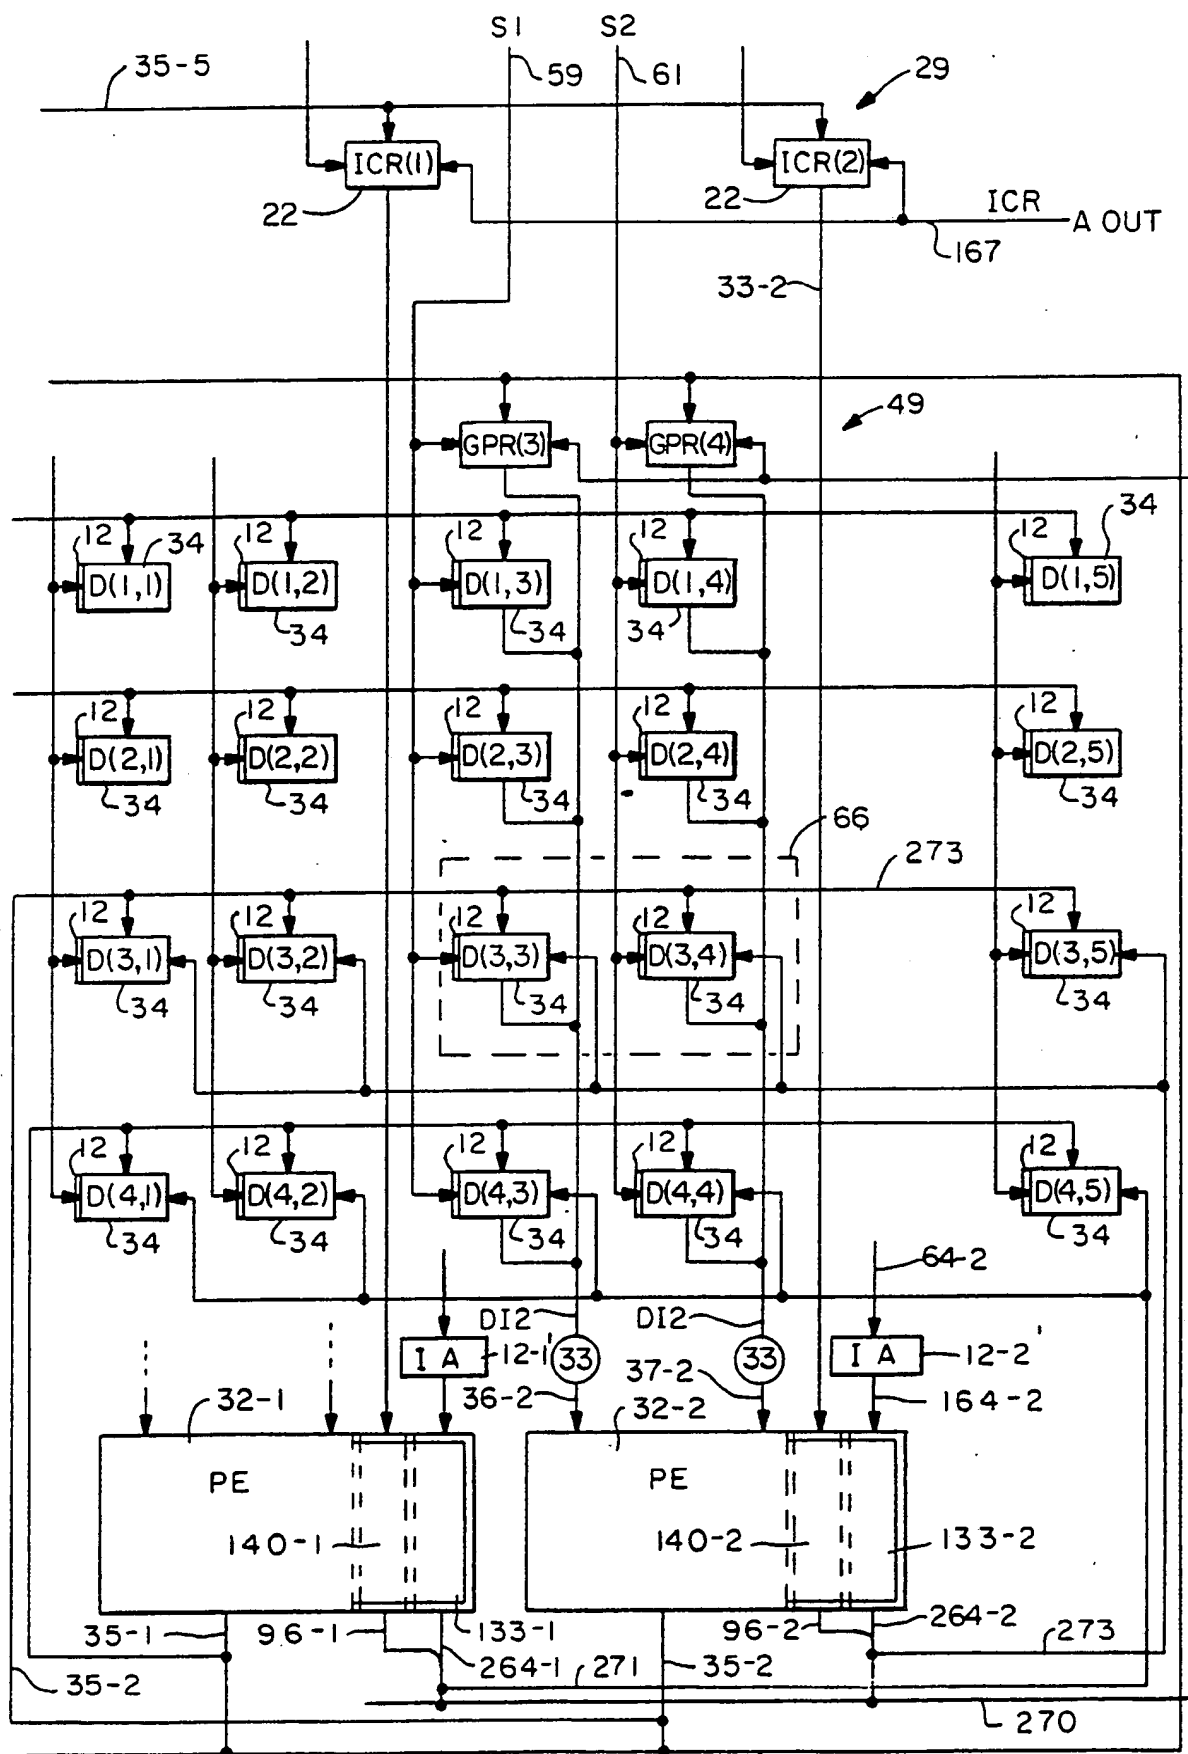 S1 S2
35-5 59 61 29
ICR(1) ICR(2)
22 22 ICR
A OUT
167
33-2
49
GPR(3) GPR(4)
12 34 12 12 12 12 34
D(1,1) D(1,2) D(1,3) D(1,4) D(1,5)
34 34 34
12 12 12 12 12
D(2,1) D(2,2) D(2,3) D(2,4) D(2,5)
34 34 34 34 34
66
273
12 12 12 12 12
D(3,1) D(3,2) D(3,3) D(3,4) D(3,5)
34 34 34 34 34
12 12 12 12 12
D(4,1) D(4,2) D(4,3) D(4,4) D(4,5)
34 34 34 34 34
64-2
DI2 DI2
IA 12-1' 33 33 IA 12-2'
36-2 37-2 164-2
32-1 32-2
PE PE
140-1 140-2 133-2
35-1 96-1 133-1 96-2 264-2
264-1 271 35-2 273
35-2
270